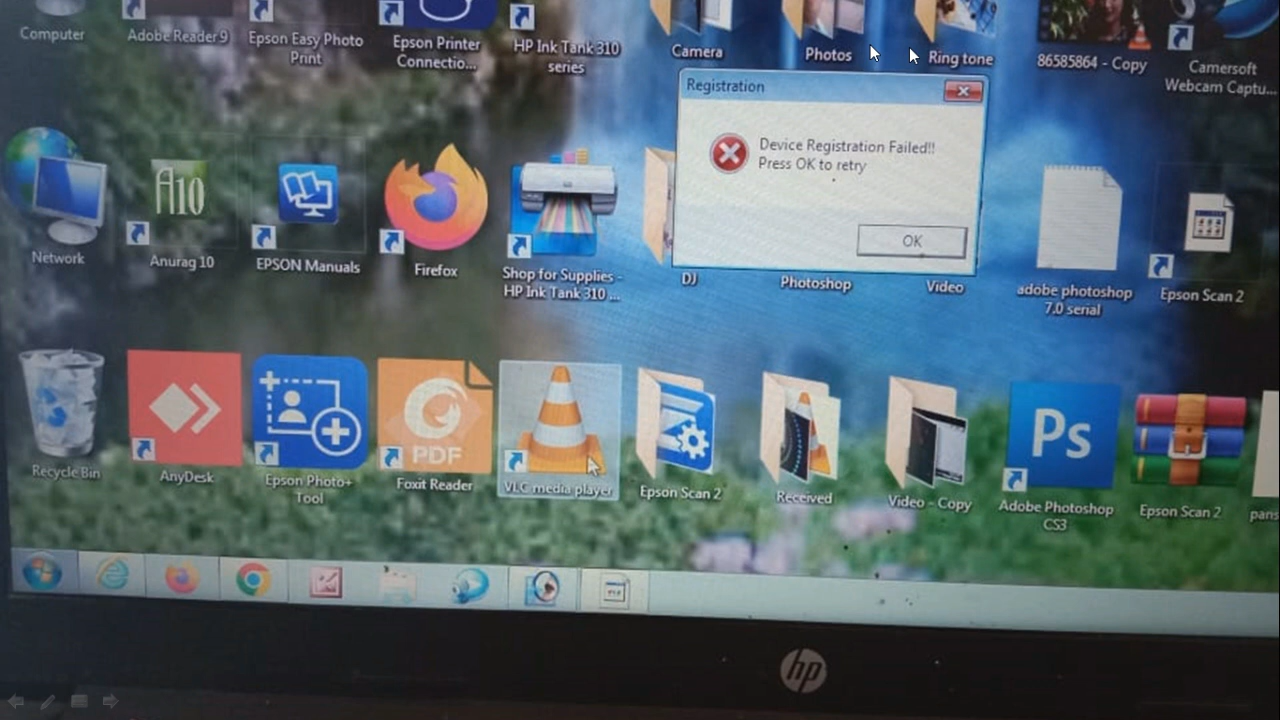 Computer
Adobe Reader 9
Epson Easy Photo
Print
Epson Printer
Connectio...
HP Ink Tank 310
series
Camera
Photos
Ring tone
86585864 - Copy
Camersoft
Webcam Captu...
Registration
Device Registration Failed!!
Press OK to retry
OK
Network
A10
Anurag 10
EPSON Manuals
Firefox
Shop for Supplies -
HP Ink Tank 310 ...
DJ
Photoshop
Video
adobe photoshop
7.0 serial
Epson Scan 2
Recycle Bin
AnyDesk
Epson Photo+
Tool
PDF
Foxit Reader
VLC media player
Epson Scan 2
Received
Video - Copy
Ps
Adobe Photoshop
CS3
Epson Scan 2
pans
hp